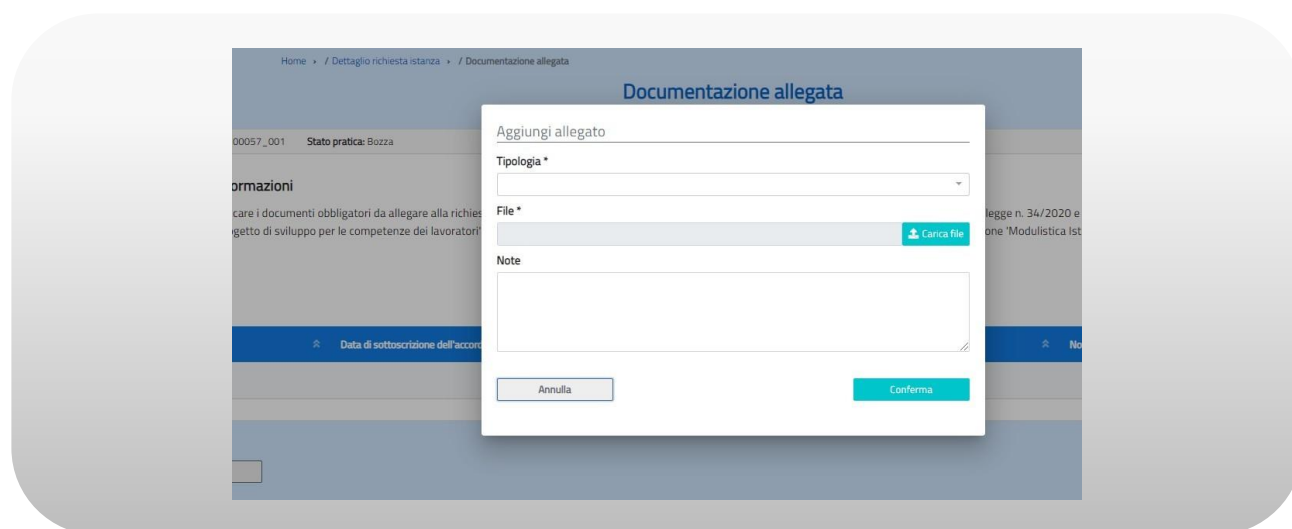 Home › / Dettaglio richiesta istanza › / Documentazione allegata
Documentazione allegata
00057_001 Stato pratica: Bozza
ormazioni
care i documenti obbligatori da allegare alla richies
legge n. 34/2020 e
getto di sviluppo per le competenze dei lavoratori'
one 'Modulistica Ist
Aggiungi allegato
Tipologia *
File *
Carica file
Note
Data di sottoscrizione dell'accord
No
Annulla
Conferma